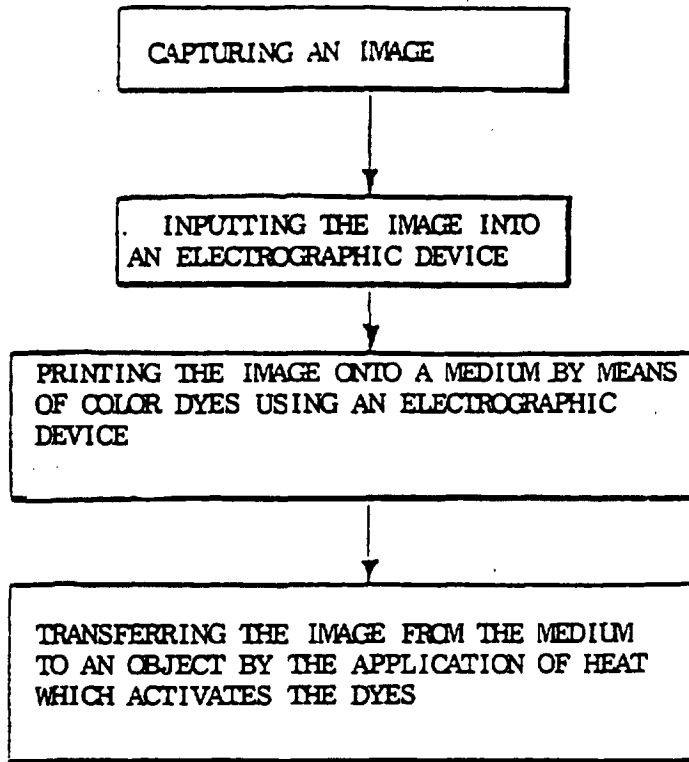 CAPTURING AN IMAGE
INPUTTING THE IMAGE INTO
AN ELECTROGRAPHIC DEVICE
PRINTING THE IMAGE ONTO A MEDIUM BY MEANS
OF COLOR DYES USING AN ELECTROGRAPHIC
DEVICE
TRANSFERRING THE IMAGE FROM THE MEDIUM
TO AN OBJECT BY THE APPLICATION OF HEAT
WHICH ACTIVATES THE DYES